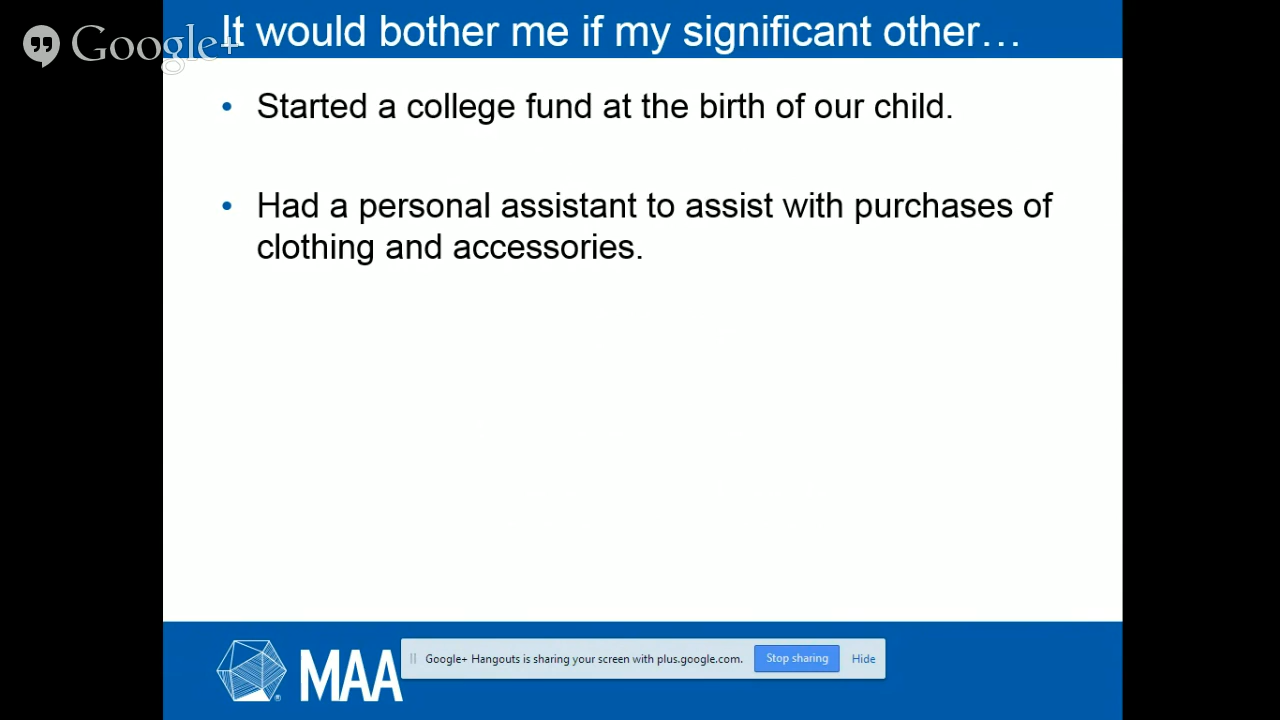 Google+
It would bother me if my significant other…
• Started a college fund at the birth of our child.
• Had a personal assistant to assist with purchases of
clothing and accessories.
MAA
Google+ Hangouts is sharing your screen with plus.google.com. Stop sharing Hide